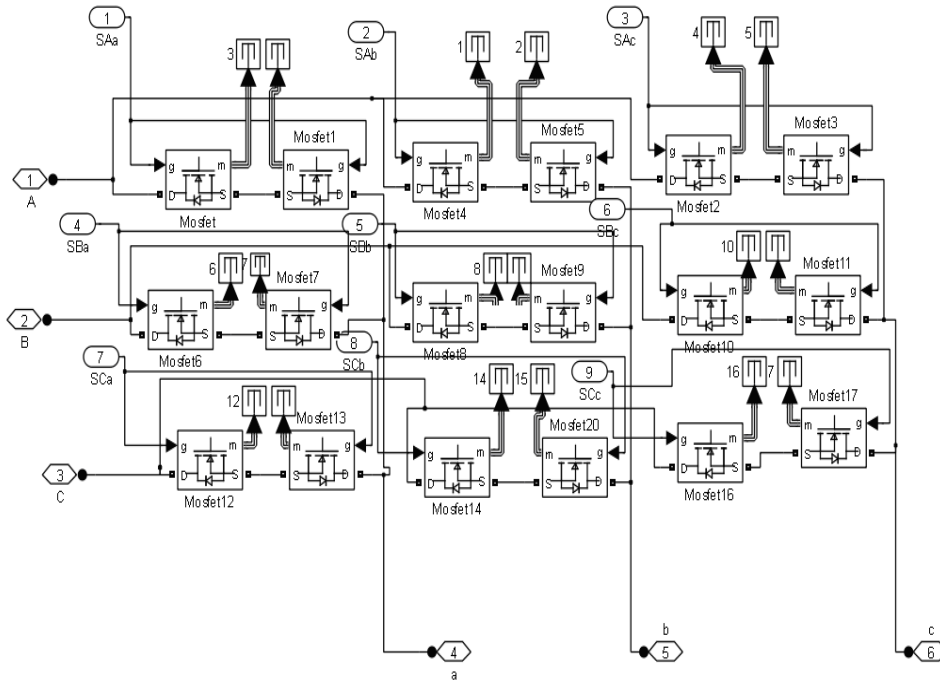 1
SAa
3
2
SAb
1
2
3
SAc
4
5
Mosfet1
Mosfet5
Mosfet3
g
m
m
g
g
m
m
g
g
m
m
g
D
S
S
D
D
S
S
D
D
S
S
D
1
A
Mosfet
Mosfet4
Mosfet2
4
SBa
5
SBb
6
SBc
6
7
Mosfet7
8
Mosfet9
10
Mosfet11
g
m
m
g
g
m
m
g
g
m
m
g
D
S
S
D
D
S
S
D
D
S
S
D
2
B
Mosfet6
Mosfet8
Mosfet10
7
SCa
8
SCb
9
SCc
12
Mosfet13
14
15
Mosfet20
16
7
Mosfet17
g
m
m
g
g
m
m
g
g
m
m
g
D
S
S
D
D
S
S
D
D
S
S
D
3
C
Mosfet12
Mosfet14
Mosfet16
4
a
b
5
c
6